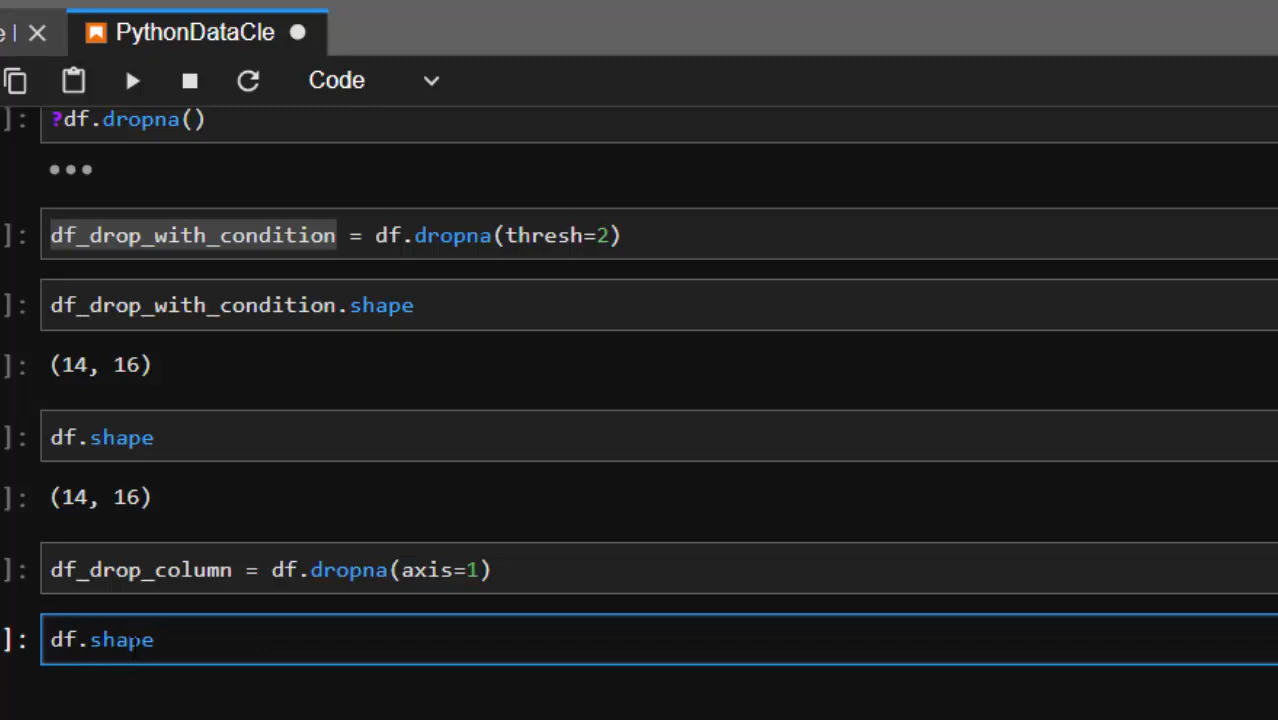 e |
PythonDataCle
Code
]: ?df.dropna()
]: df_drop_with_condition = df.dropna(thresh=2)
]: df_drop_with_condition.shape
]: (14, 16)
]: df.shape
]: (14, 16)
]: df_drop_column = df.dropna(axis=1)
]: df.shape